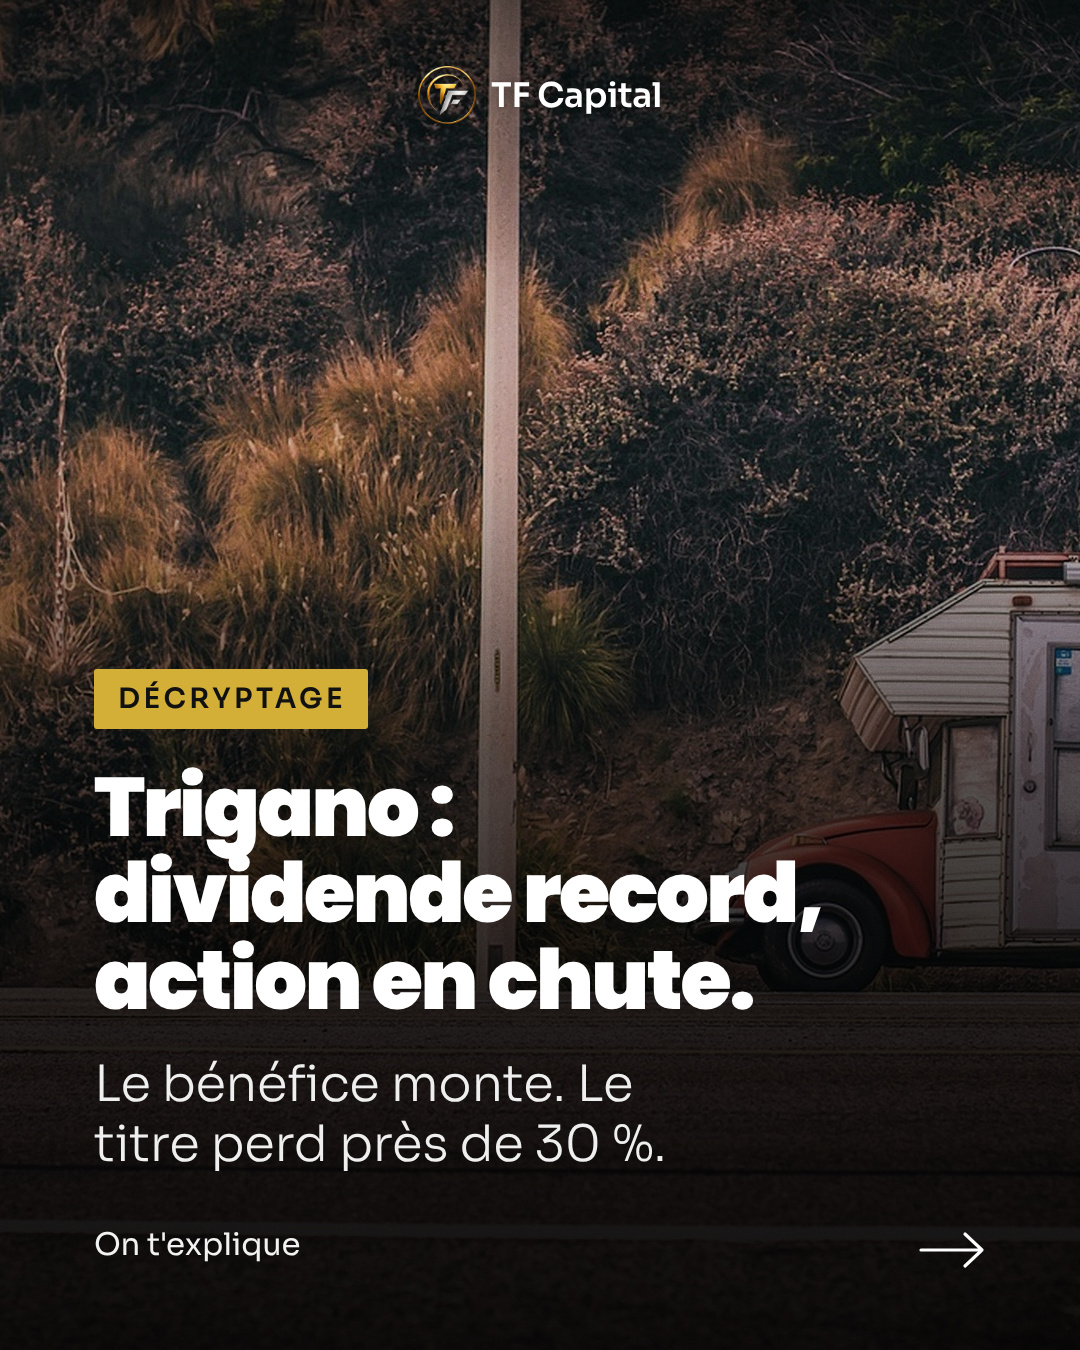 TF Capital
DÉCRYPTAGE
Trigano :
dividende record,
action en chute.
Le bénéfice monte. Le
titre perd près de 30 %.
On t'explique